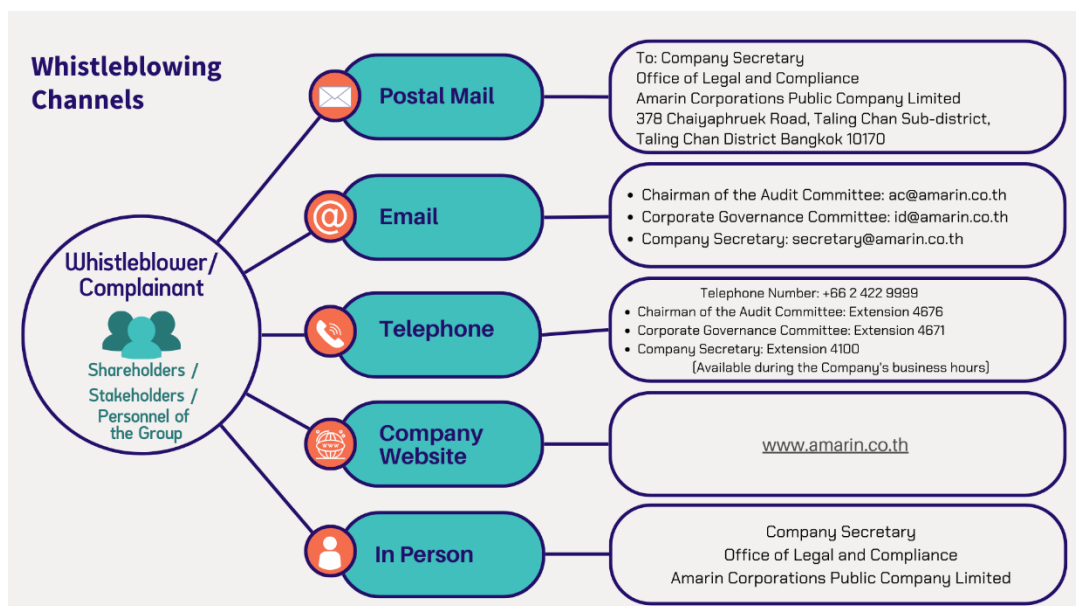 Whistleblowing
Channels
Whistleblower/
Complainant
Shareholders /
Stakeholders /
Personnel of
the Group
Postal Mail
To: Company Secretary
Office of Legal and Compliance
Amarin Corporations Public Company Limited
378 Chaiyaphruek Road, Taling Chan Sub-district,
Taling Chan District Bangkok 10170
@
Email
• Chairman of the Audit Committee: ac@amarin.co.th
• Corporate Governance Committee: id@amarin.co.th
• Company Secretary: secretary@amarin.co.th
Telephone
Telephone Number: +66 2 422 9999
• Chairman of the Audit Committee: Extension 4676
• Corporate Governance Committee: Extension 4671
• Company Secretary: Extension 4100
(Available during the Company's business hours)
www
Company
Website
www.amarin.co.th
In Person
Company Secretary
Office of Legal and Compliance
Amarin Corporations Public Company Limited